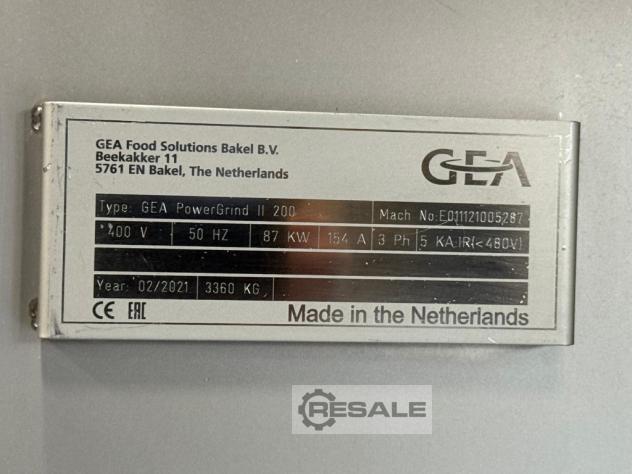 GEA Food Solutions Bakel B.V.
Beekakker 11
5761 EN Bakel, The Netherlands
GEA
Type: GEA PowerGrind II 200 Mach No:E011121005287
400 V 50 HZ 87 KW 154 A 3 Ph 5 KA IR(<480V)
Year: 02/2021 3360 KG
CE EAC
Made in the Netherlands
RESALE